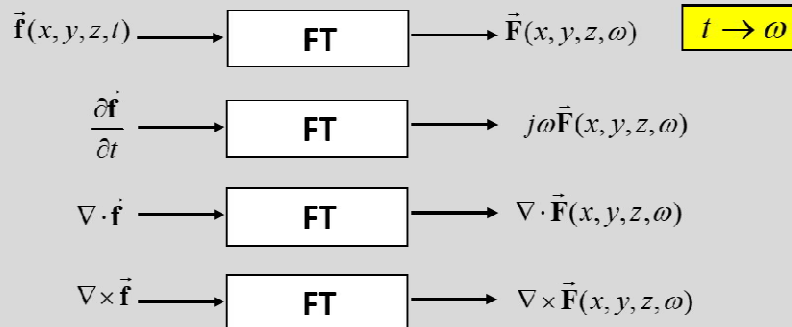 f⃗(x, y, z, t) → FT → F⃗(x, y, z, ω) t → ω
∂f⃗/∂t → FT → jωF⃗(x, y, z, ω)
∇ · f⃗ → FT → ∇ · F⃗(x, y, z, ω)
∇ × f⃗ → FT → ∇ × F⃗(x, y, z, ω)